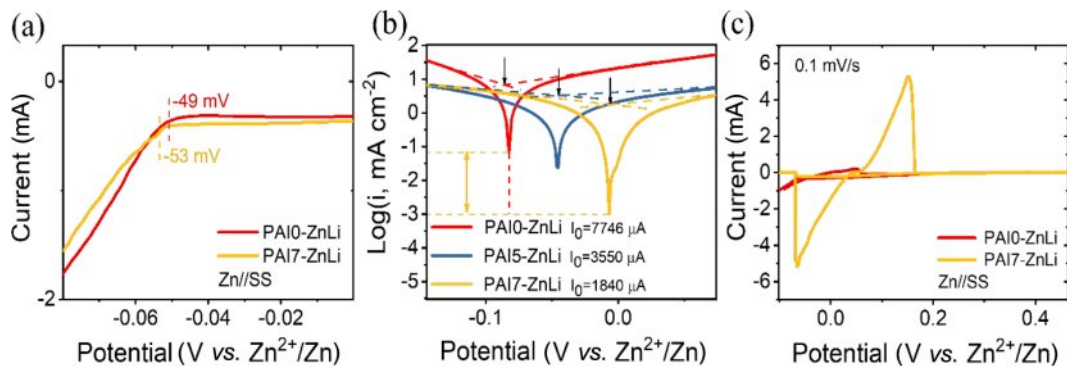 (a)
0
-1
-2
Current (mA)
-49 mV
-53 mV
PAI0-ZnLi
PAI7-ZnLi
Zn//SS
-0.06
-0.04
-0.02
Potential (V vs. Zn²⁺/Zn)
(b)
2
1
0
-1
-2
-3
-4
-5
Log(i, mA cm⁻²)
PAI0-ZnLi I₀=7746 µA
PAI5-ZnLi I₀=3550 µA
PAI7-ZnLi I₀=1840 µA
-0.1
0.0
Potential (V vs. Zn²⁺/Zn)
(c)
0.1 mV/s
6
4
2
0
-2
-4
-6
Current (mA)
PAI0-ZnLi
PAI7-ZnLi
Zn//SS
0.0
0.2
0.4
Potential (V vs. Zn²⁺/Zn)